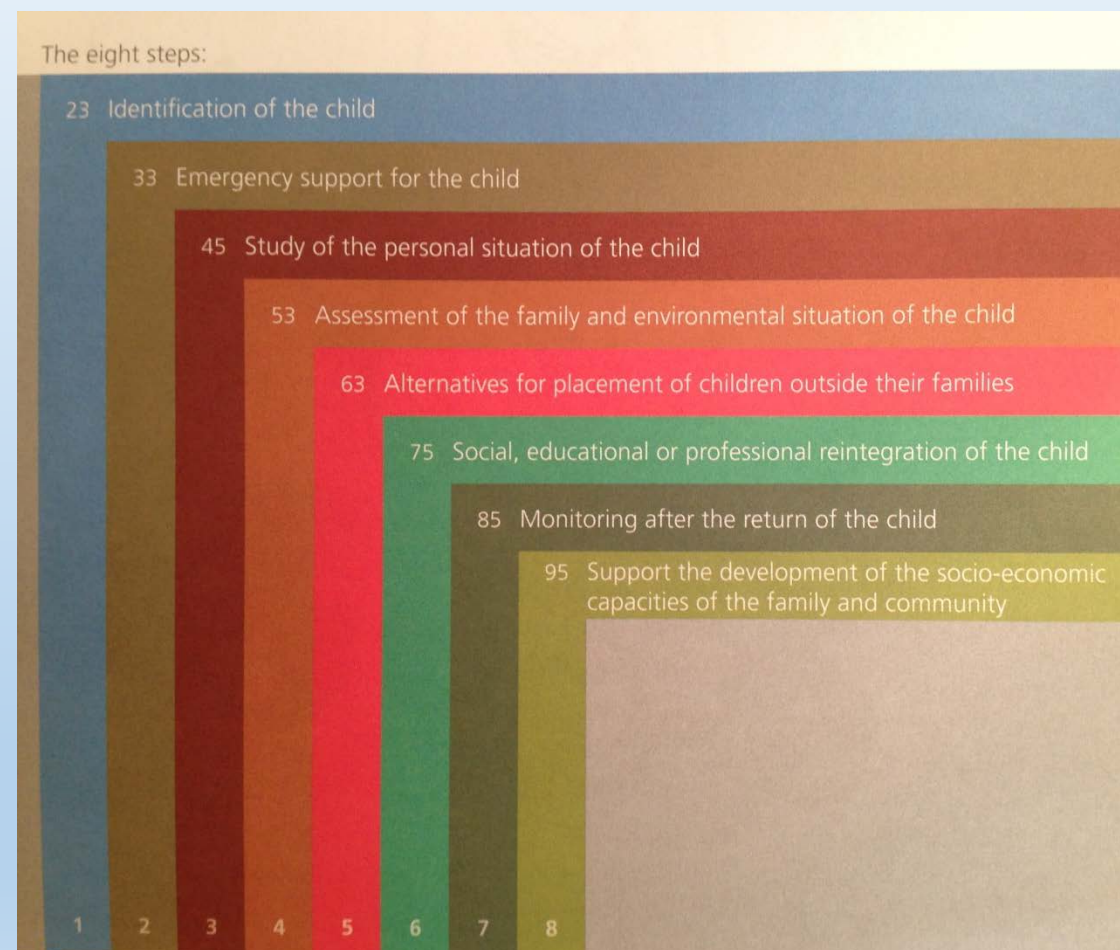 The eight steps:
23 Identification of the child
33 Emergency support for the child
45 Study of the personal situation of the child
53 Assessment of the family and environmental situation of the child
63 Alternatives for placement of children outside their families
75 Social, educational or professional reintegration of the child
85 Monitoring after the return of the child
95 Support the development of the socio-economic
capacities of the family and community
1 2 3 4 5 6 7 8